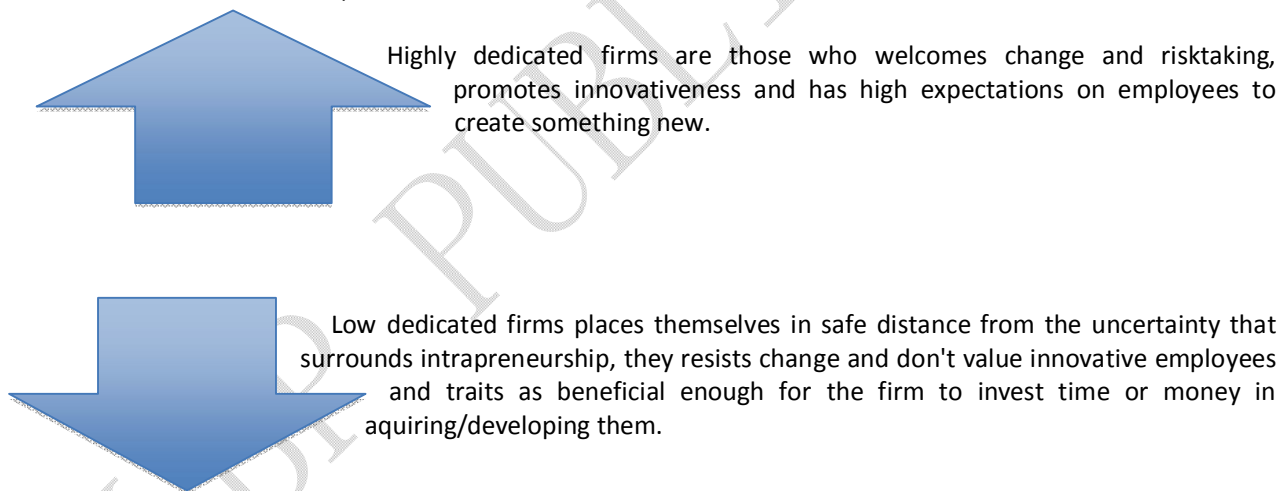 Highly dedicated firms are those who welcomes change and risktaking,
promotes innovativeness and has high expectations on employees to
create something new.
Low dedicated firms places themselves in safe distance from the uncertainty that
surrounds intrapreneurship, they resists change and don't value innovative employees
and traits as beneficial enough for the firm to invest time or money in
aquiring/developing them.